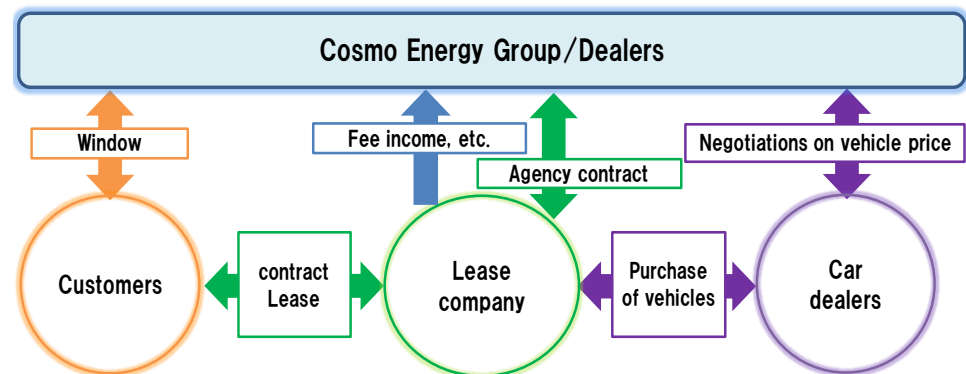 Cosmo Energy Group/Dealers
Window
Fee income, etc.
Agency contract
Negotiations on vehicle price
Customers
contract
Lease
Lease
company
Purchase
of vehicles
Car
dealers